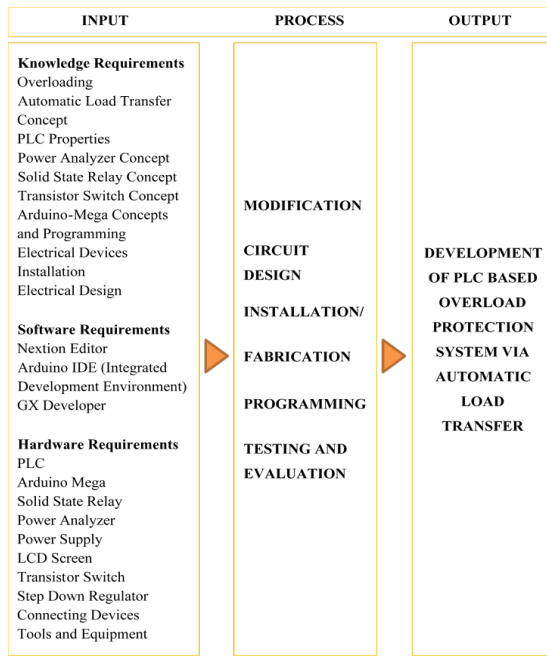 INPUT
PROCESS
OUTPUT
Knowledge Requirements
Overloading
Automatic Load Transfer
Concept
PLC Properties
Power Analyzer Concept
Solid State Relay Concept
Transistor Switch Concept
Arduino-Mega Concepts
and Programming
Electrical Devices
Installation
Electrical Design
Software Requirements
Nextion Editor
Arduino IDE (Integrated
Development Environment)
GX Developer
Hardware Requirements
PLC
Arduino Mega
Solid State Relay
Power Analyzer
Power Supply
LCD Screen
Transistor Switch
Step Down Regulator
Connecting Devices
Tools and Equipment
MODIFICATION
CIRCUIT
DESIGN
INSTALLATION/
FABRICATION
PROGRAMMING
TESTING AND
EVALUATION
DEVELOPMENT
OF PLC BASED
OVERLOAD
PROTECTION
SYSTEM VIA
AUTOMATIC
LOAD
TRANSFER